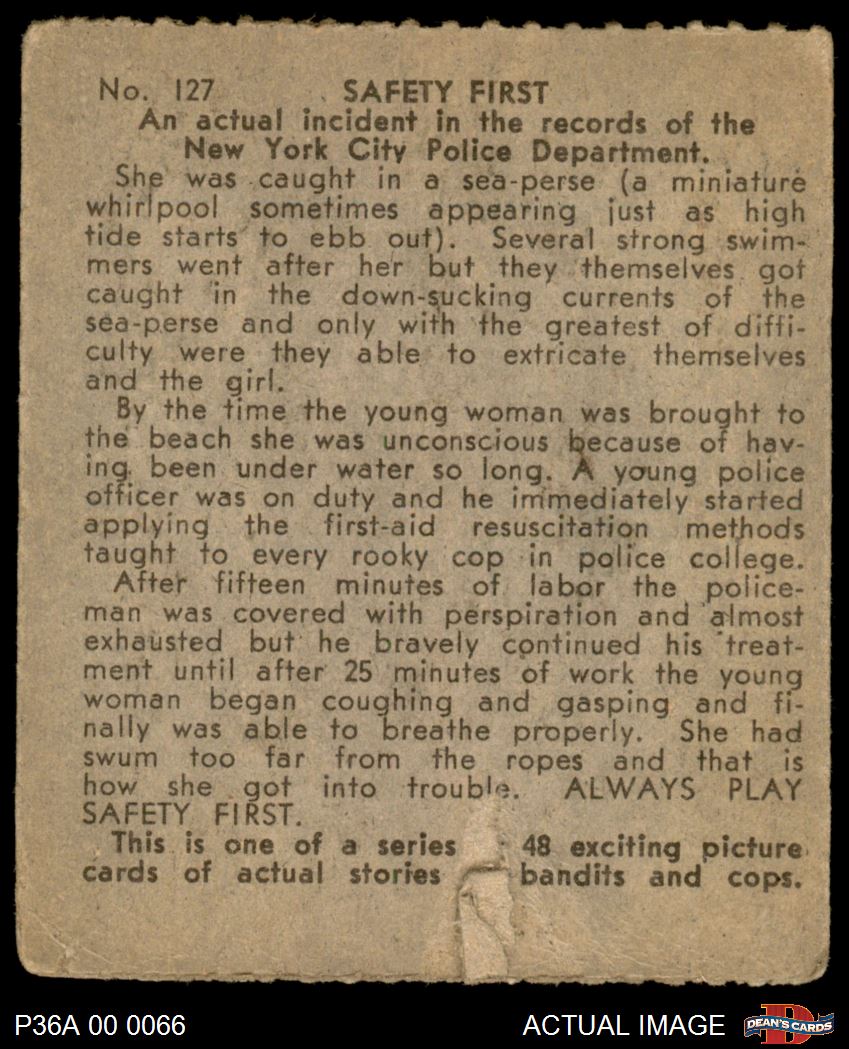 No. 127 SAFETY FIRST
An actual incident in the records of the
New York City Police Department.
She was caught in a sea-perse (a miniature
whirlpool sometimes appearing just as high
tide starts to ebb out). Several strong swim-
mers went after her but they themselves got
caught in the down-sucking currents of the
sea-perse and only with the greatest of diffi-
culty were they able to extricate themselves
and the girl.
By the time the young woman was brought to
the beach she was unconscious because of hav-
ing been under water so long. A young police
officer was on duty and he immediately started
applying the first-aid resuscitation methods
taught to every rooky cop in police college.
After fifteen minutes of labor the police-
man was covered with perspiration and almost
exhausted but he bravely continued his treat-
ment until after 25 minutes of work the young
woman began coughing and gasping and fi-
nally was able to breathe properly. She had
swum too far from the ropes and that is
how she got into trouble. ALWAYS PLAY
SAFETY FIRST.
This is one of a series 48 exciting picture
cards of actual stories bandits and cops.
P36A 00 0066 ACTUAL IMAGE DEAN'S CARDS